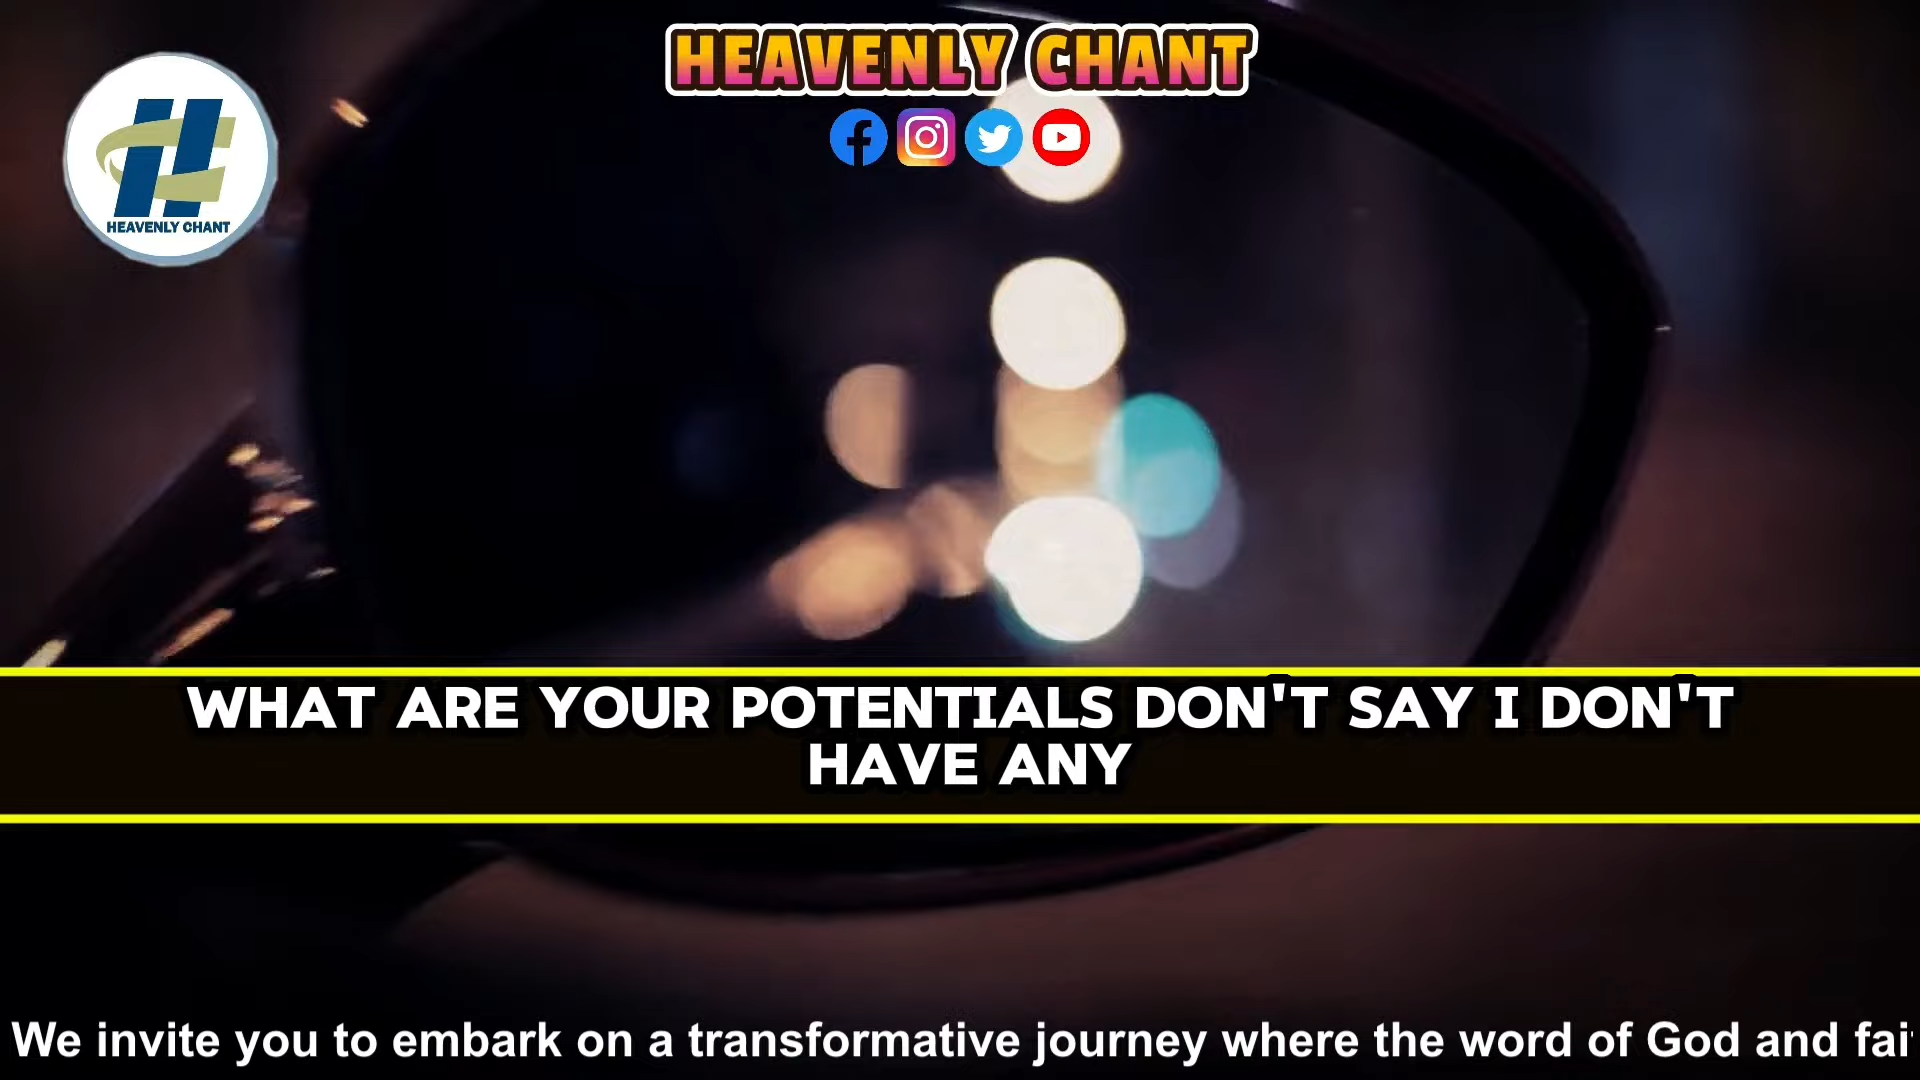 HEAVENLY CHANT
HEAVENLY CHANT
WHAT ARE YOUR POTENTIALS DON'T SAY I DON'T
HAVE ANY
We invite you to embark on a transformative journey where the word of God and